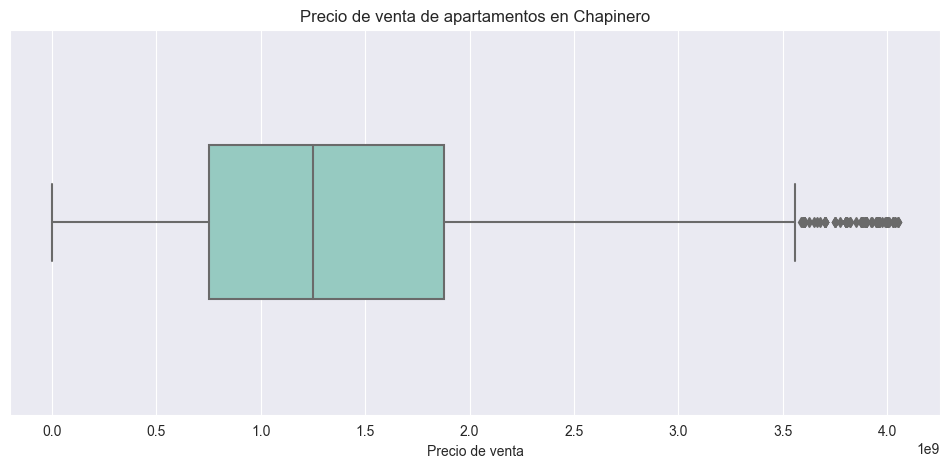 Precio de venta de apartamentos en Chapinero
0.0 0.5 1.0 1.5 2.0 2.5 3.0 3.5 4.0
1e9
Precio de venta